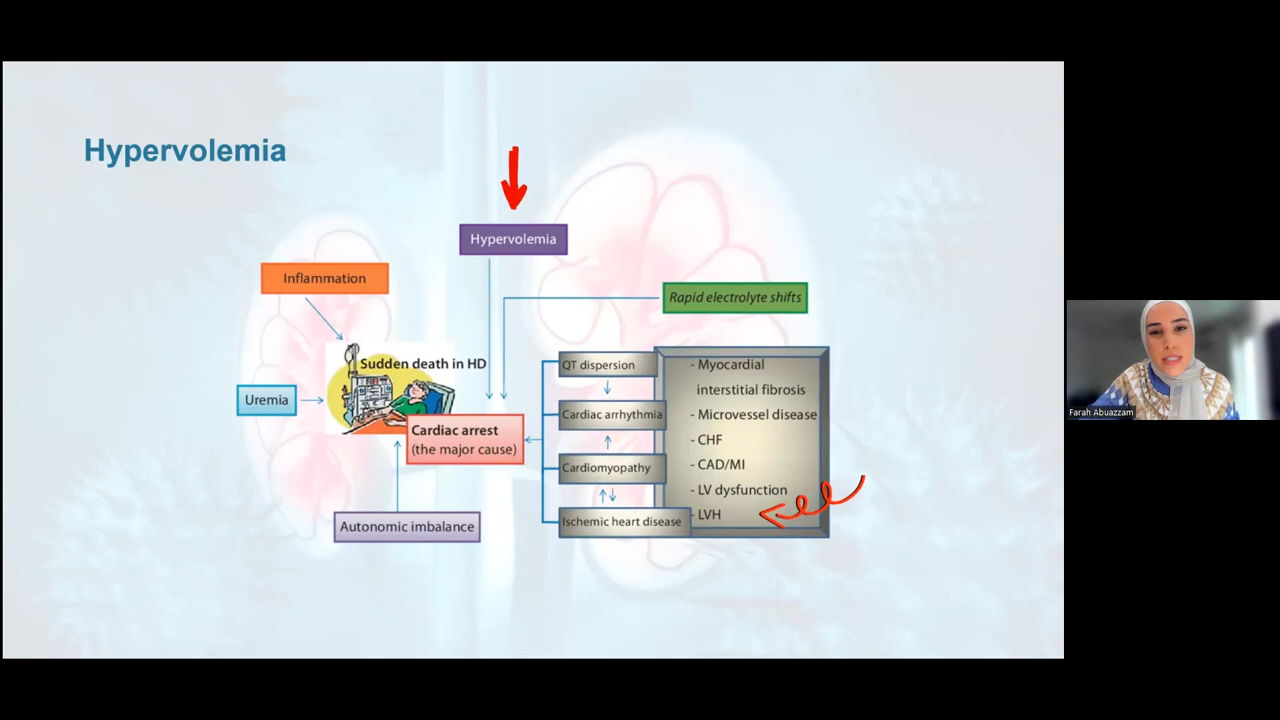 Hypervolemia
Hypervolemia
Inflammation
Rapid electrolyte shifts
Sudden death in HD
Uremia
Cardiac arrest
(the major cause)
Autonomic imbalance
QT dispersion
Cardiac arrhythmia
Cardiomyopathy
Ischemic heart disease
- Myocardial
interstitial fibrosis
- Microvessel disease
- CHF
- CAD/MI
- LV dysfunction
- LVH
Farah Abuazzam